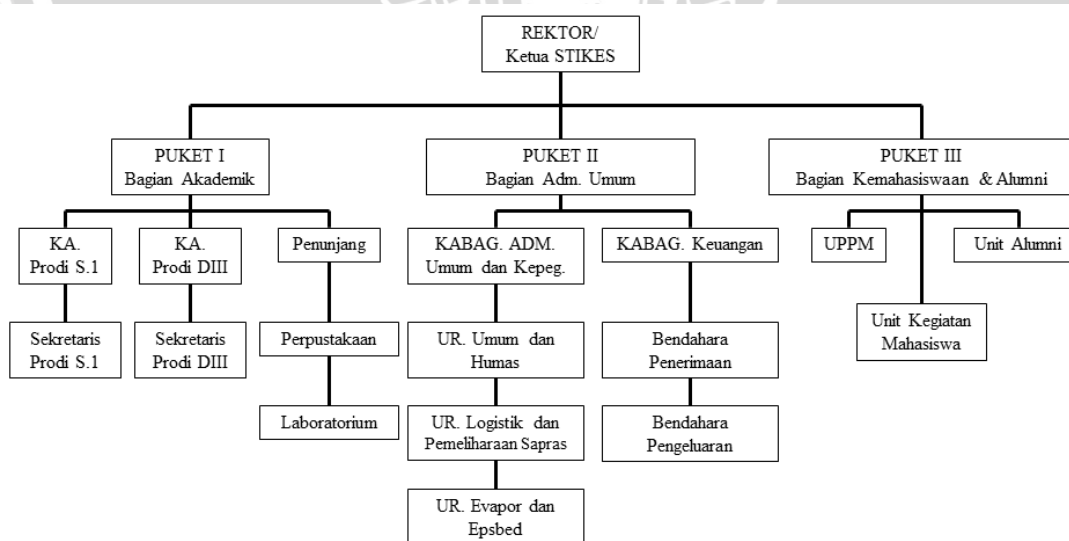 REKTOR/
Ketua STIKES
PUKET I
Bagian Akademik
PUKET II
Bagian Adm. Umum
PUKET III
Bagian Kemahasiswaan & Alumni
KA.
Prodi S.1
KA.
Prodi DIII
Penunjang
KABAG. ADM.
Umum dan Kepeg.
KABAG. Keuangan
UPPM
Unit Alumni
Sekretaris
Prodi S.1
Sekretaris
Prodi DIII
Perpustakaan
UR. Umum dan
Humas
Bendahara
Penerimaan
Unit Kegiatan
Mahasiswa
Laboratorium
UR. Logistik dan
Pemeliharaan Sapras
Bendahara
Pengeluaran
UR. Evapor dan
Epsbed